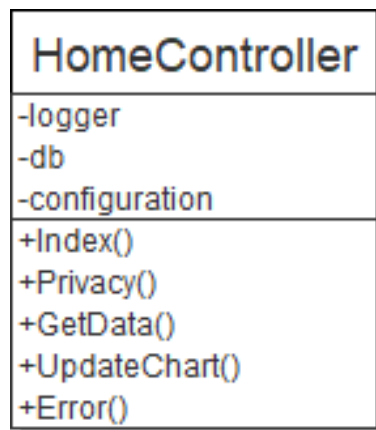 HomeController
-logger
-db
-configuration
+Index()
+Privacy()
+GetData()
+UpdateChart()
+Error()